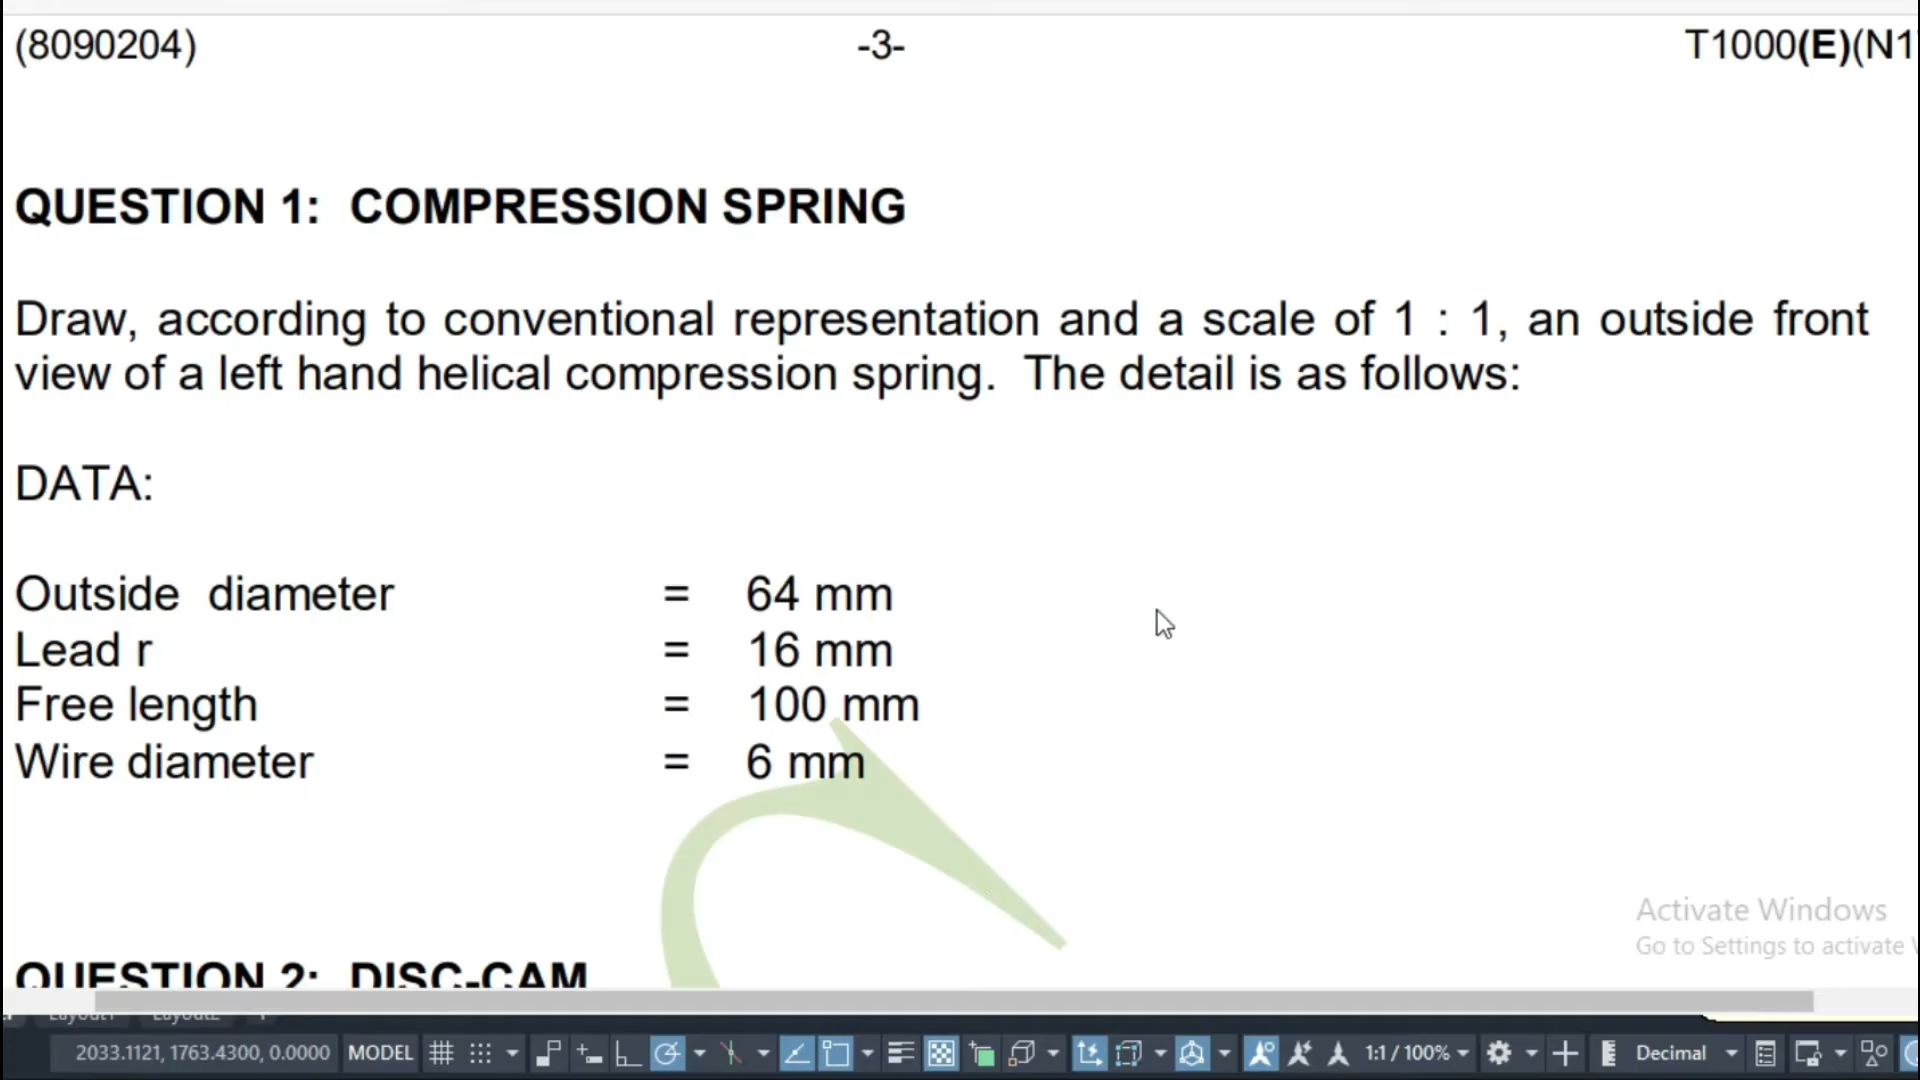 (8090204) -3- T1000(E)(N1
QUESTION 1: COMPRESSION SPRING
Draw, according to conventional representation and a scale of 1 : 1, an outside front
view of a left hand helical compression spring. The detail is as follows:
DATA:
Outside diameter = 64 mm
Lead r = 16 mm
Free length = 100 mm
Wire diameter = 6 mm
Activate Windows
Go to Settings to activate
QUESTION 2: DISC-CAM
Layout1 Layout2 +
2033.1121, 1763.4300, 0.0000 MODEL 1:1 / 100% Decimal